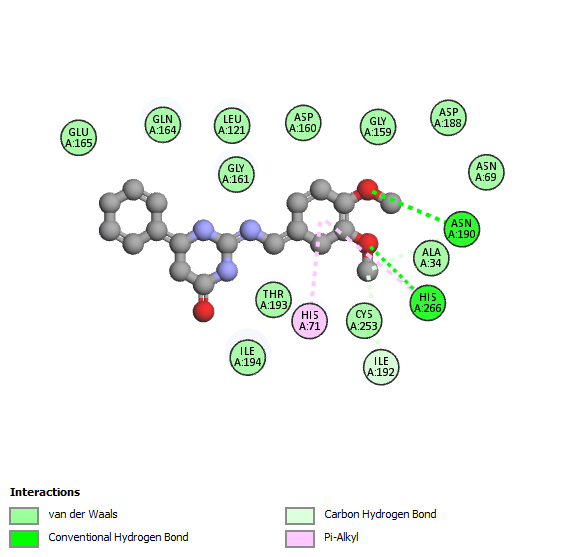 GLU
A:165
GLN
A:164
LEU
A:121
ASP
A:160
GLY
A:159
ASP
A:188
ASN
A:69
GLY
A:161
ASN
A:190
ALA
A:34
THR
A:193
HIS
A:71
CYS
A:253
HIS
A:266
ILE
A:194
ILE
A:192
Interactions
van der Waals
Conventional Hydrogen Bond
Carbon Hydrogen Bond
Pi-Alkyl